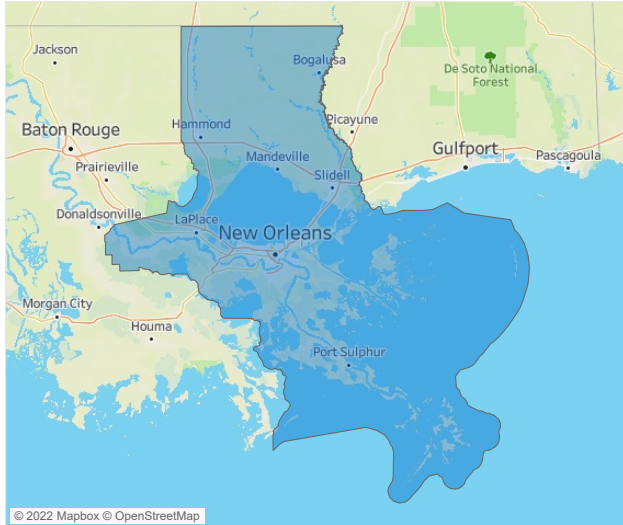 Jackson
Bogalusa
De Soto National
Forest
Baton Rouge
Hammond
Picayune
Gulfport
Pascagoula
Prairieville
Mandeville
Slidell
Donaldsonville
LaPlace
New Orleans
Morgan City
Houma
Port Sulphur
© 2022 Mapbox © OpenStreetMap